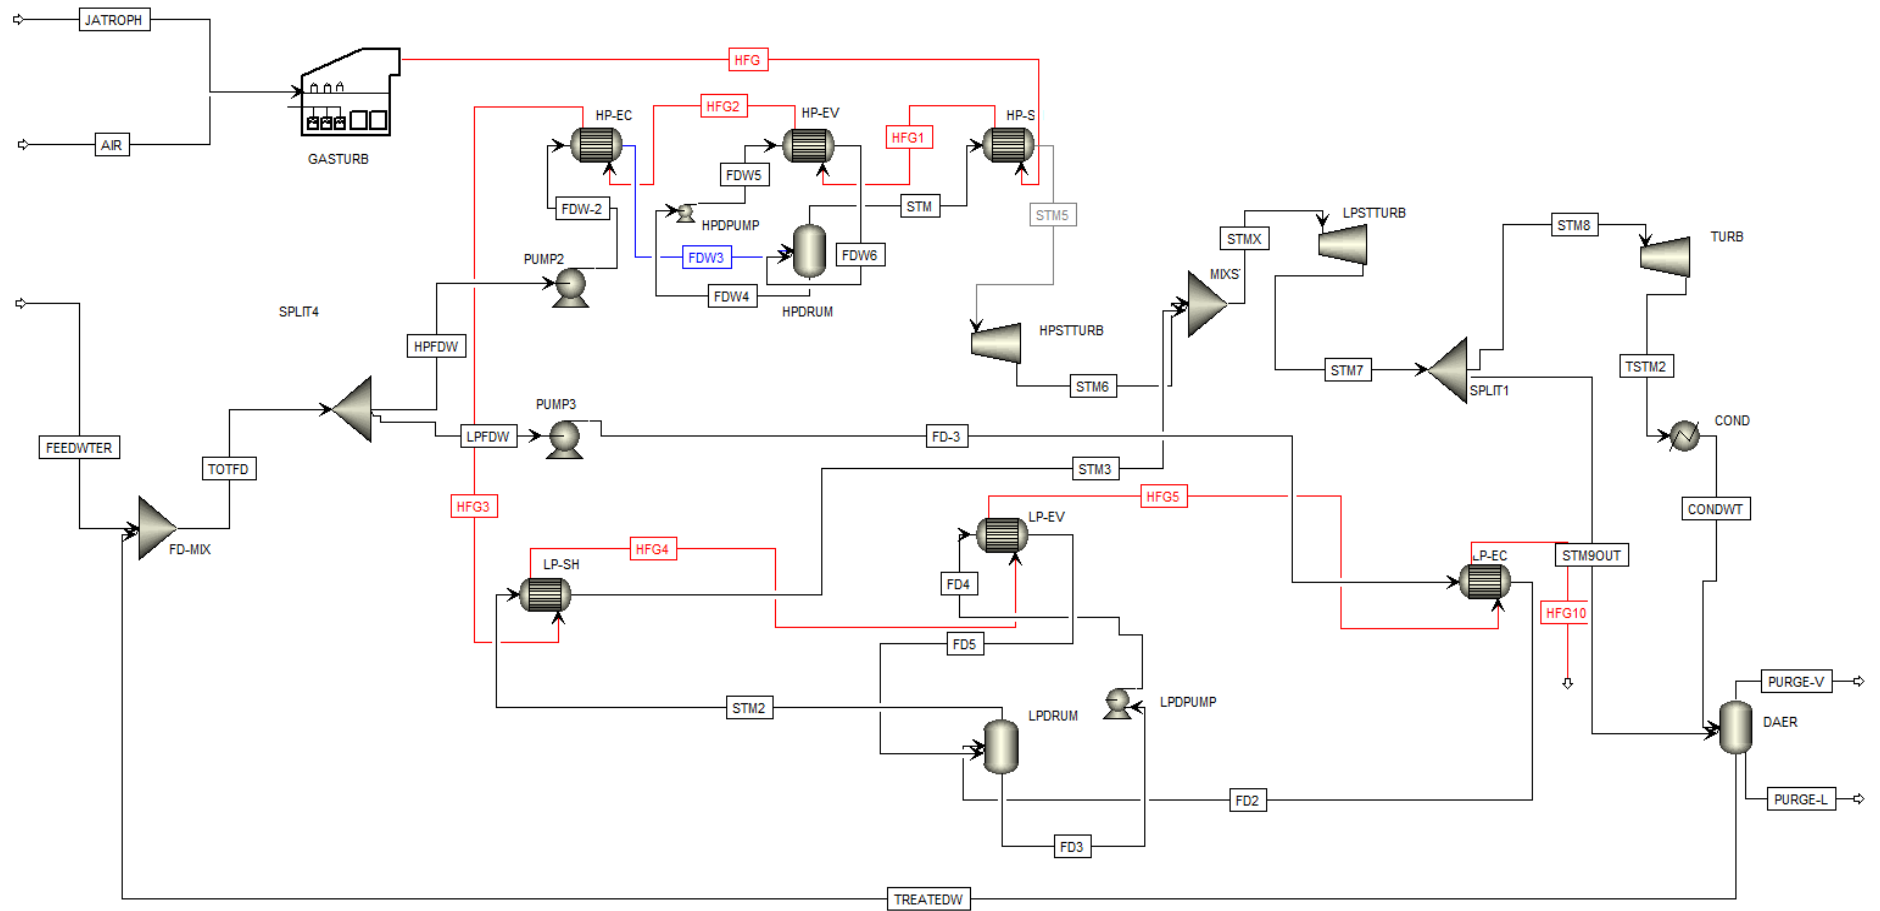 JATROPH
HFG
HP-EC
HFG2
HP-EV
HP-S
HFG1
AIR
GASTURB
FDW5
FDW-2
STM
STM5
LPSTTURB
STM8
TURB
HPDPUMP
STMX
PUMP2
FDW3
FDW6
MIXS
FDW4
HPDRUM
SPLIT4
HPSTTURB
HPFDW
STM7
TSTM2
STM6
SPLIT1
PUMP3
COND
FEEDWTER
LPFDW
FD-3
TOTFD
STM3
HFG3
HFG5
CONDWT
LP-EV
FD-MIX
HFG4
LP-EC
STM9OUT
LP-SH
FD4
HFG10
FD5
PURGE-V
STM2
LPDRUM
LPDPUMP
DAER
FD2
PURGE-L
FD3
TREATEDW